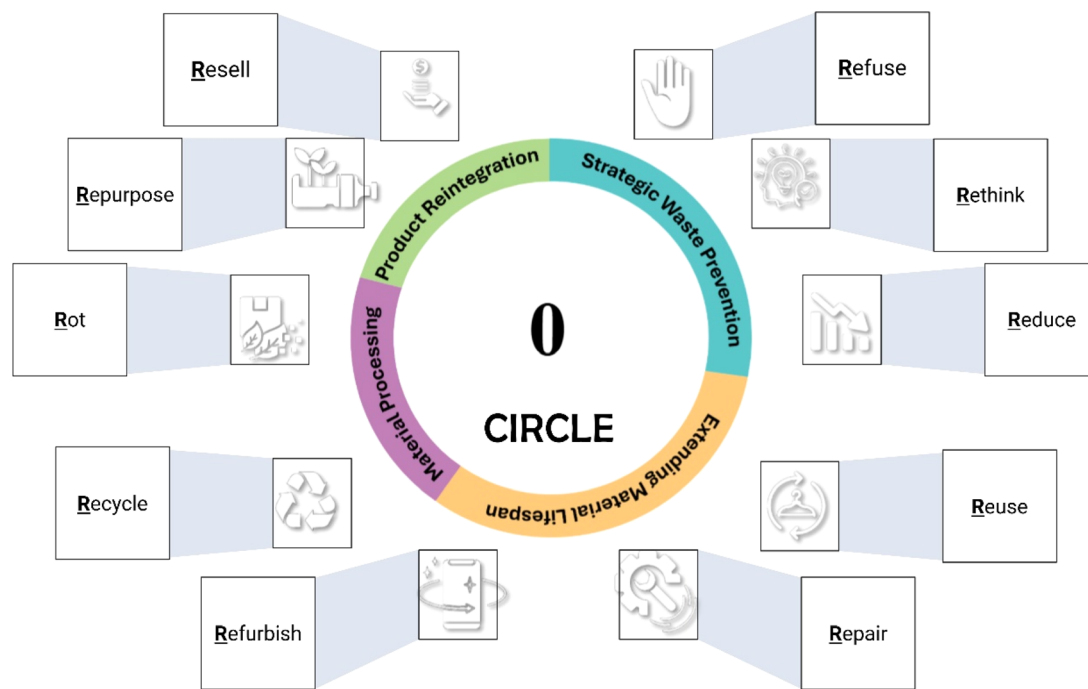 Resell
Refuse
Repurpose
Rethink
Rot
Reduce
Recycle
Reuse
Refurbish
Repair
Product Reintegration
Strategic Waste Prevention
Material Processing
Extending Material Lifespan
0
CIRCLE
$